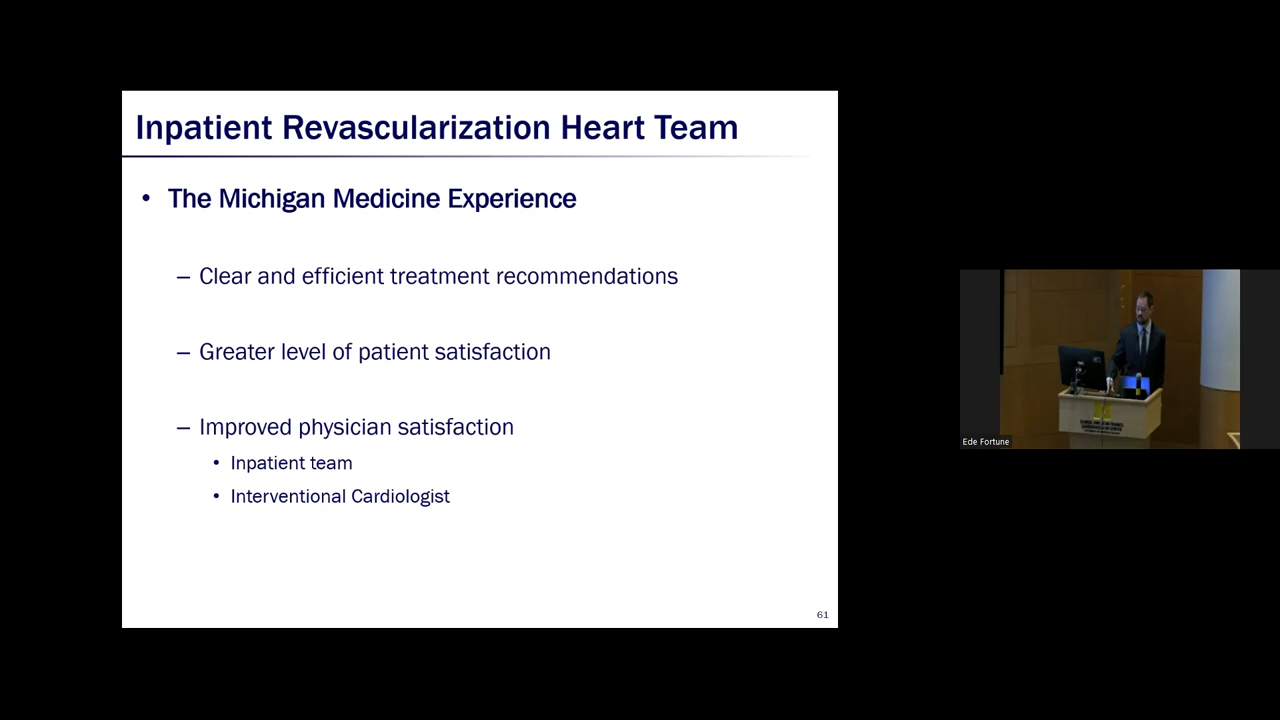 Inpatient Revascularization Heart Team
• The Michigan Medicine Experience
– Clear and efficient treatment recommendations
– Greater level of patient satisfaction
– Improved physician satisfaction
• Inpatient team
• Interventional Cardiologist
61
Ede Fortune